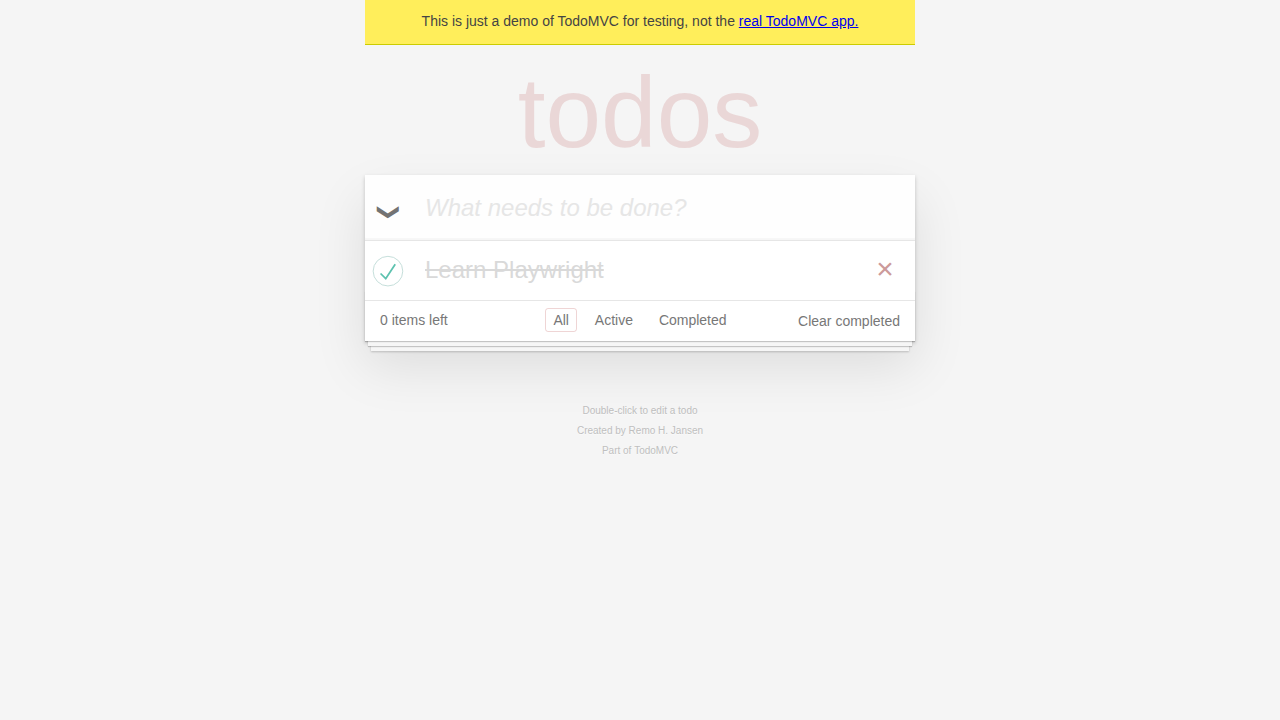 This is just a demo of TodoMVC for testing, not the real TodoMVC app.
todos
What needs to be done?
Learn Playwright
0 items left
All
Active
Completed
Clear completed
Double-click to edit a todo
Created by Remo H. Jansen
Part of TodoMVC